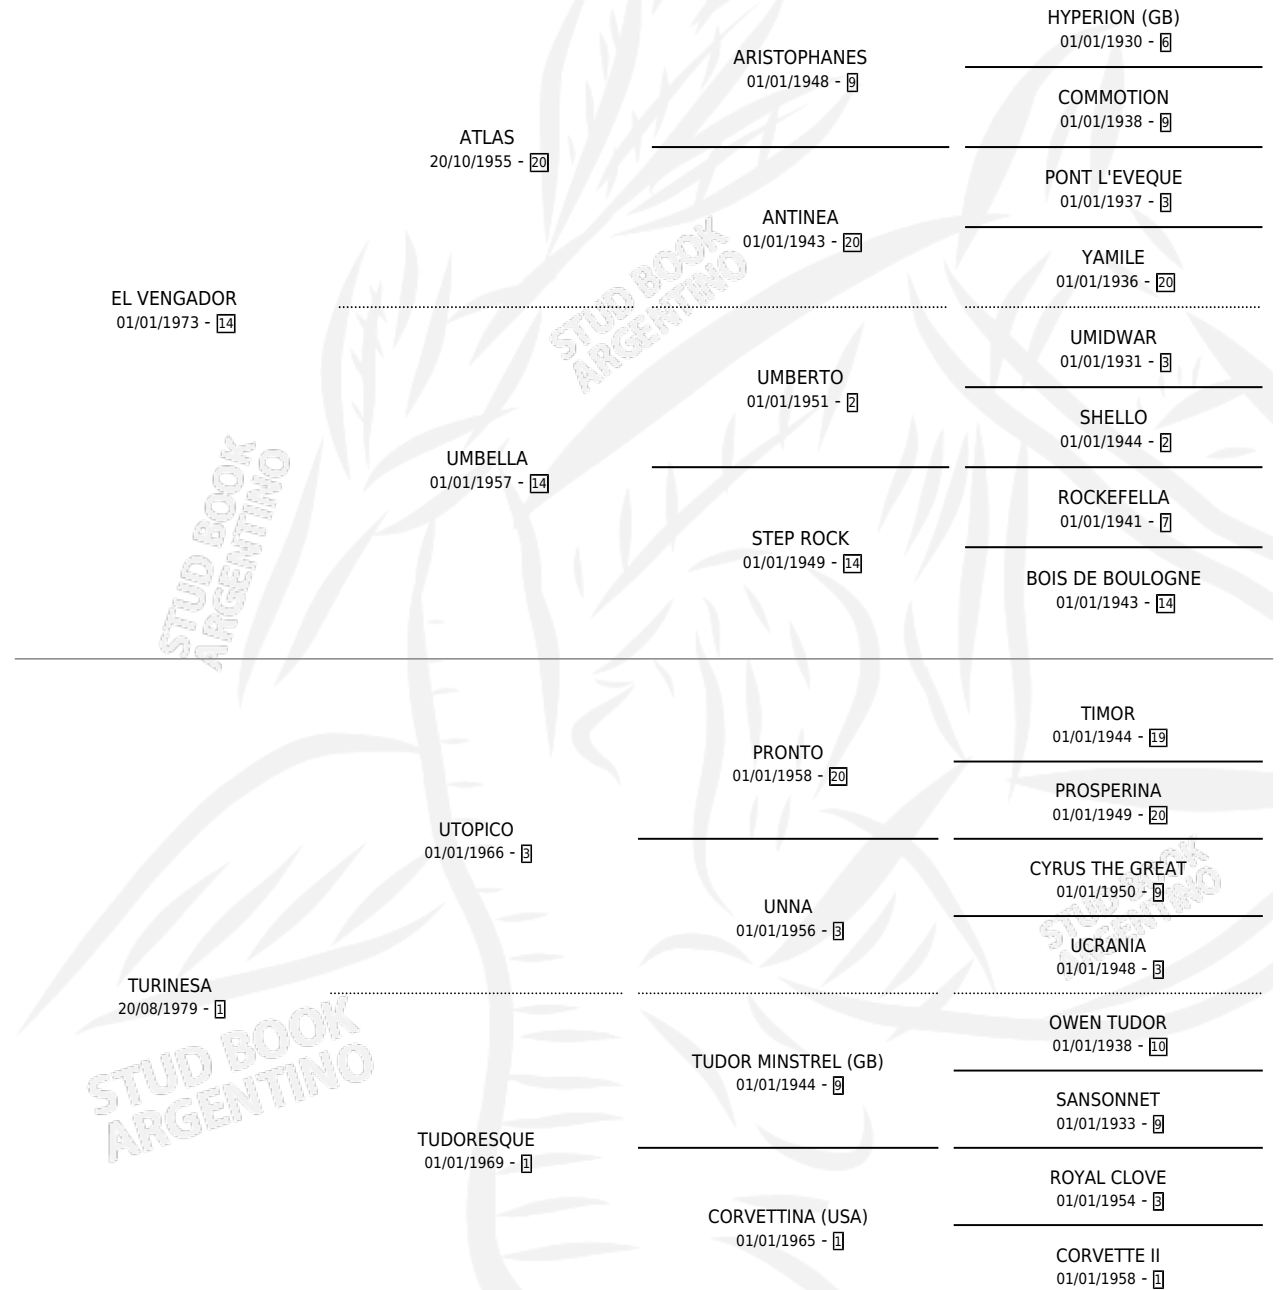 HYPERION (GB)
01/01/1930 - 6
ARISTOPHANES
01/01/1948 - 9
COMMOTION
01/01/1938 - 9
ATLAS
20/10/1955 - 20
PONT L'EVEQUE
01/01/1937 - 3
ANTINEA
01/01/1943 - 20
YAMILE
01/01/1936 - 20
EL VENGADOR
01/01/1973 - 14
UMIDWAR
01/01/1931 - 3
UMBERTO
01/01/1951 - 2
SHELLO
01/01/1944 - 2
UMBELLA
01/01/1957 - 14
ROCKEFELLA
01/01/1941 - 7
STEP ROCK
01/01/1949 - 14
BOIS DE BOULOGNE
01/01/1943 - 14
STUD BOOK
ARGENTINO
STUD BOOK
ARGENTINO
TIMOR
01/01/1944 - 19
PRONTO
01/01/1958 - 20
PROSPERINA
01/01/1949 - 20
UTOPICO
01/01/1966 - 3
CYRUS THE GREAT
01/01/1950 - 9
UNNA
01/01/1956 - 3
UCRANIA
01/01/1948 - 3
TURINESA
20/08/1979 - 1
OWEN TUDOR
01/01/1938 - 10
TUDOR MINSTREL (GB)
01/01/1944 - 9
SANSONNET
01/01/1933 - 9
TUDORESQUE
01/01/1969 - 1
ROYAL CLOVE
01/01/1954 - 3
CORVETTINA (USA)
01/01/1965 - 1
CORVETTE II
01/01/1958 - 1
STUD BOOK
ARGENTINO
STUD BOOK
ARGENTINO